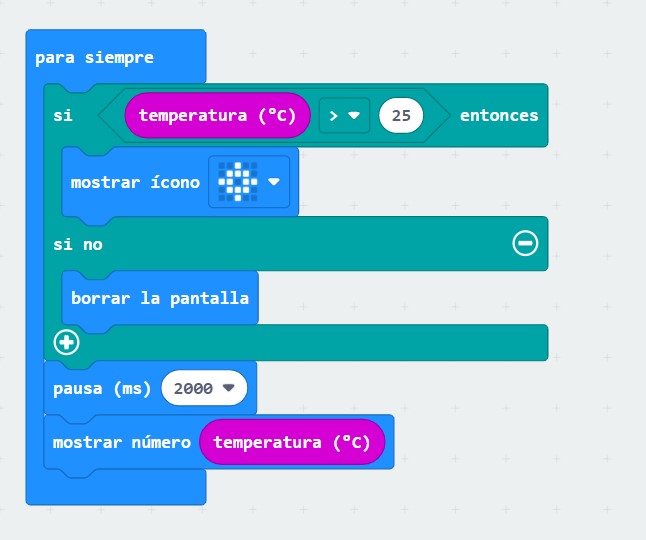 para siempre
si temperatura (°C) > 25 entonces
mostrar ícono
si no
borrar la pantalla
pausa (ms) 2000
mostrar número temperatura (°C)